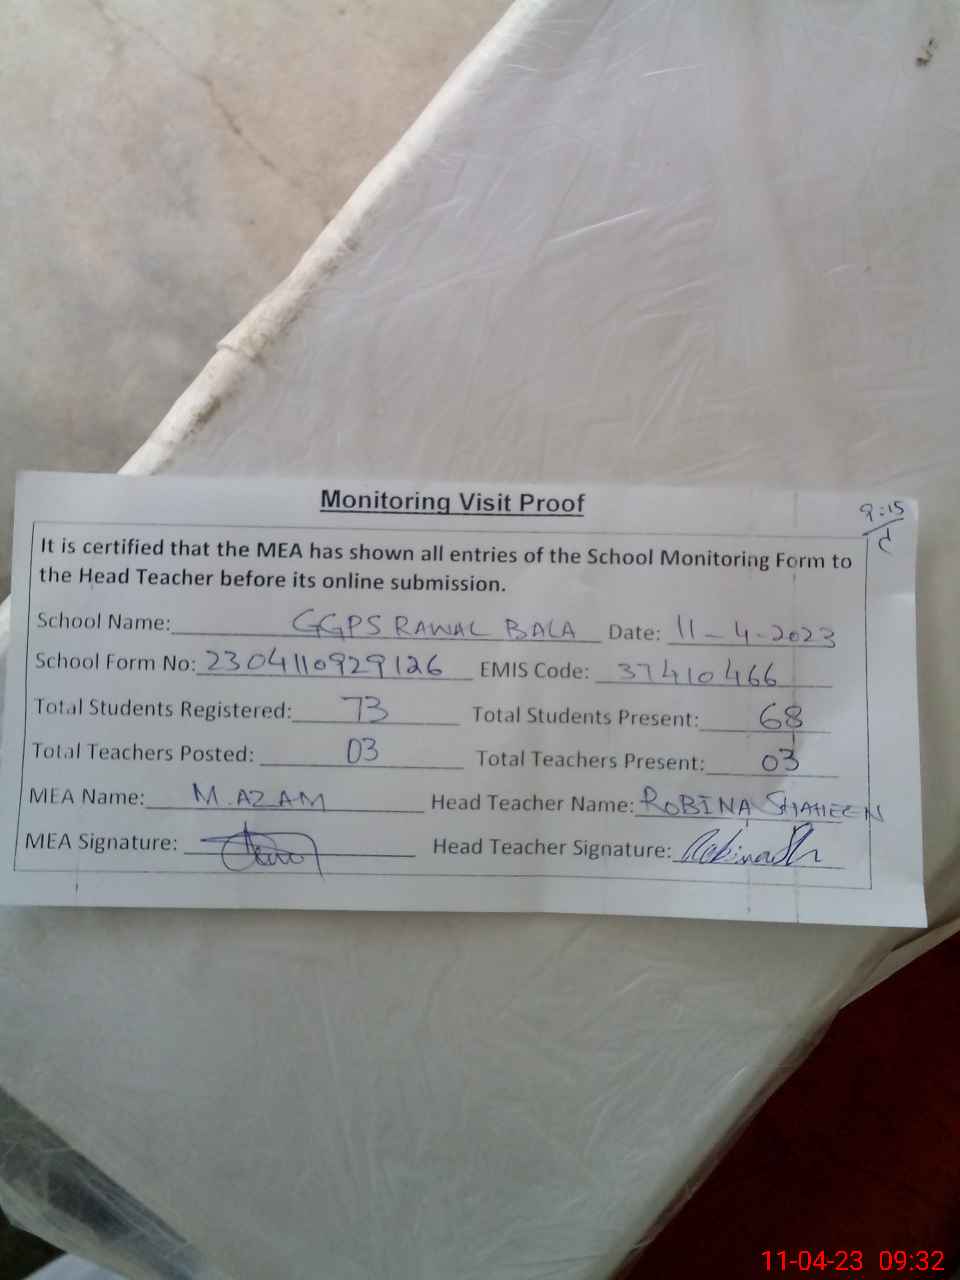 Monitoring Visit Proof
9:15
It is certified that the MEA has shown all entries of the School Monitoring Form to
the Head Teacher before its online submission.
School Name: GGPS RAWAL BALA Date: 11-4-2023
School Form No: 2304110929126 EMIS Code: 37410466
Total Students Registered: 73 Total Students Present: 68
Total Teachers Posted: 03 Total Teachers Present: 03
MEA Name: M.AZAM Head Teacher Name: ROBINA SHAHEEN
MEA Signature: Head Teacher Signature: RobinaSh
11-04-23 09:32